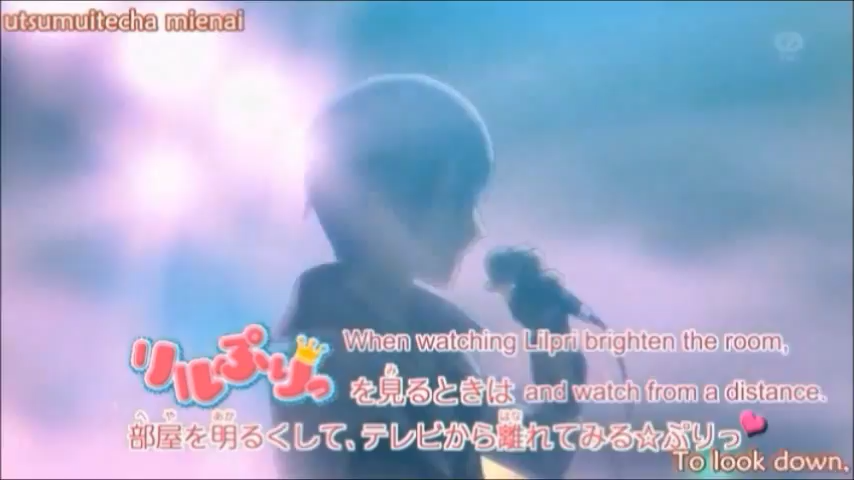 utsumuitecha mienai
When watching Lilpri brighten the room,
リルぷりっ
を見るときは and watch from a distance.
部屋を明るくして、テレビから離れてみる☆ぷりっ
To look down,